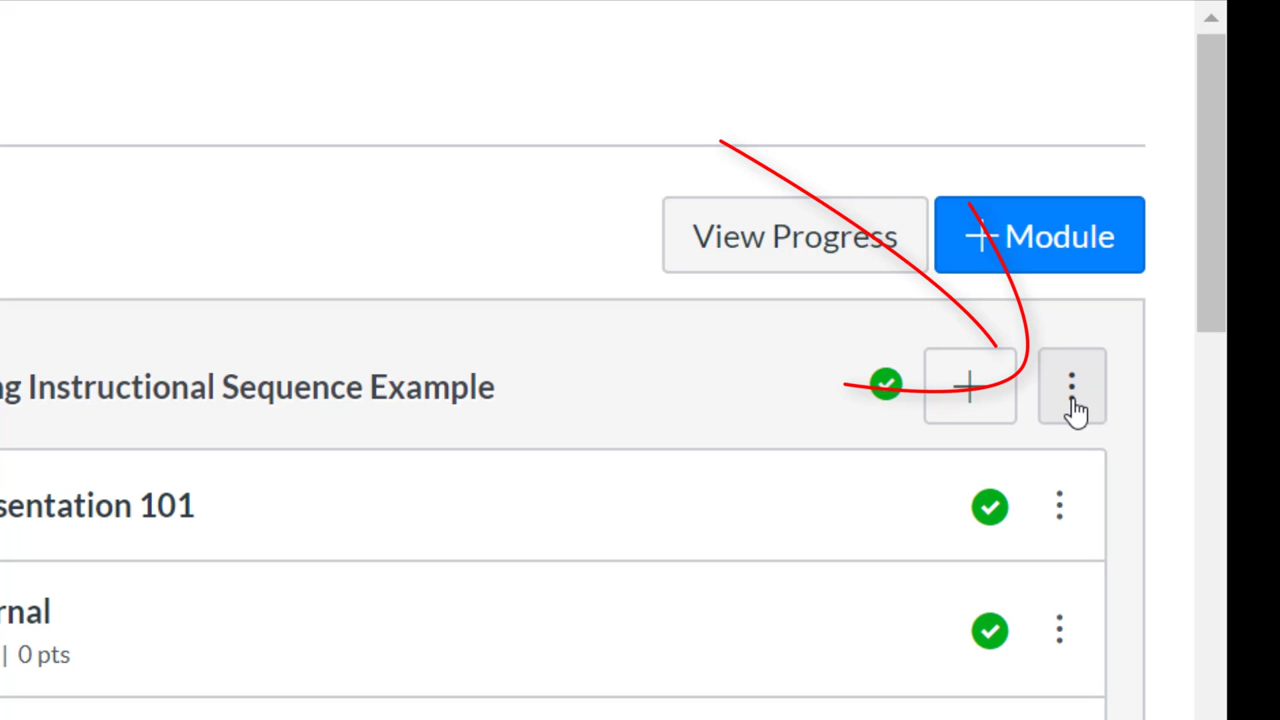 View Progress
Module
g Instructional Sequence Example
sentation 101
rnal
| 0 pts